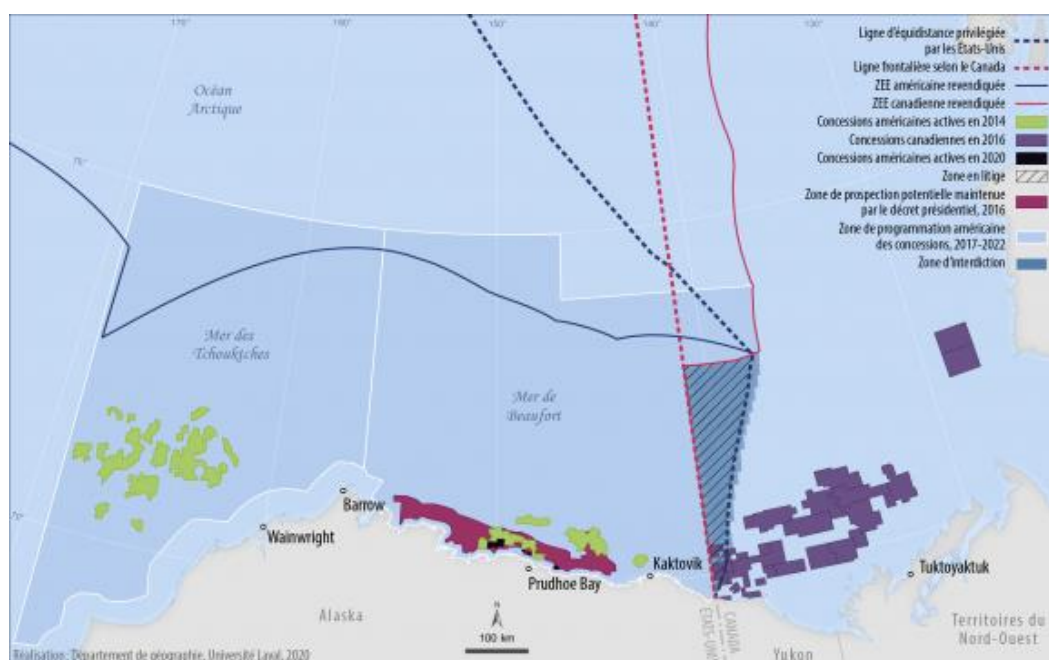 170°
160°
150°
140°
130°
Ligne d'équidistance privilégiée
par les États-Unis
Ligne frontalière selon le Canada
ZEE américaine revendiquée
ZEE canadienne revendiquée
Concessions américaines actives en 2014
Concessions canadiennes en 2016
Concessions américaines actives en 2020
Zone en litige
Zone de prospection potentielle maintenue
par le décret présidentiel, 2016
Zone de programmation américaine
des concessions, 2017-2022
Zone d'interdiction
Océan
Arctique
75°
Mer des
Tchouktches
Mer de
Beaufort
70°
Barrow
Wainwright
Prudhoe Bay
Kaktovik
Tuktoyaktuk
Alaska
N
100 km
CANADA
ÉTATS-UNIS
Yukon
Territoires du
Nord-Ouest
Réalisation : Département de géographie, Université Laval, 2020